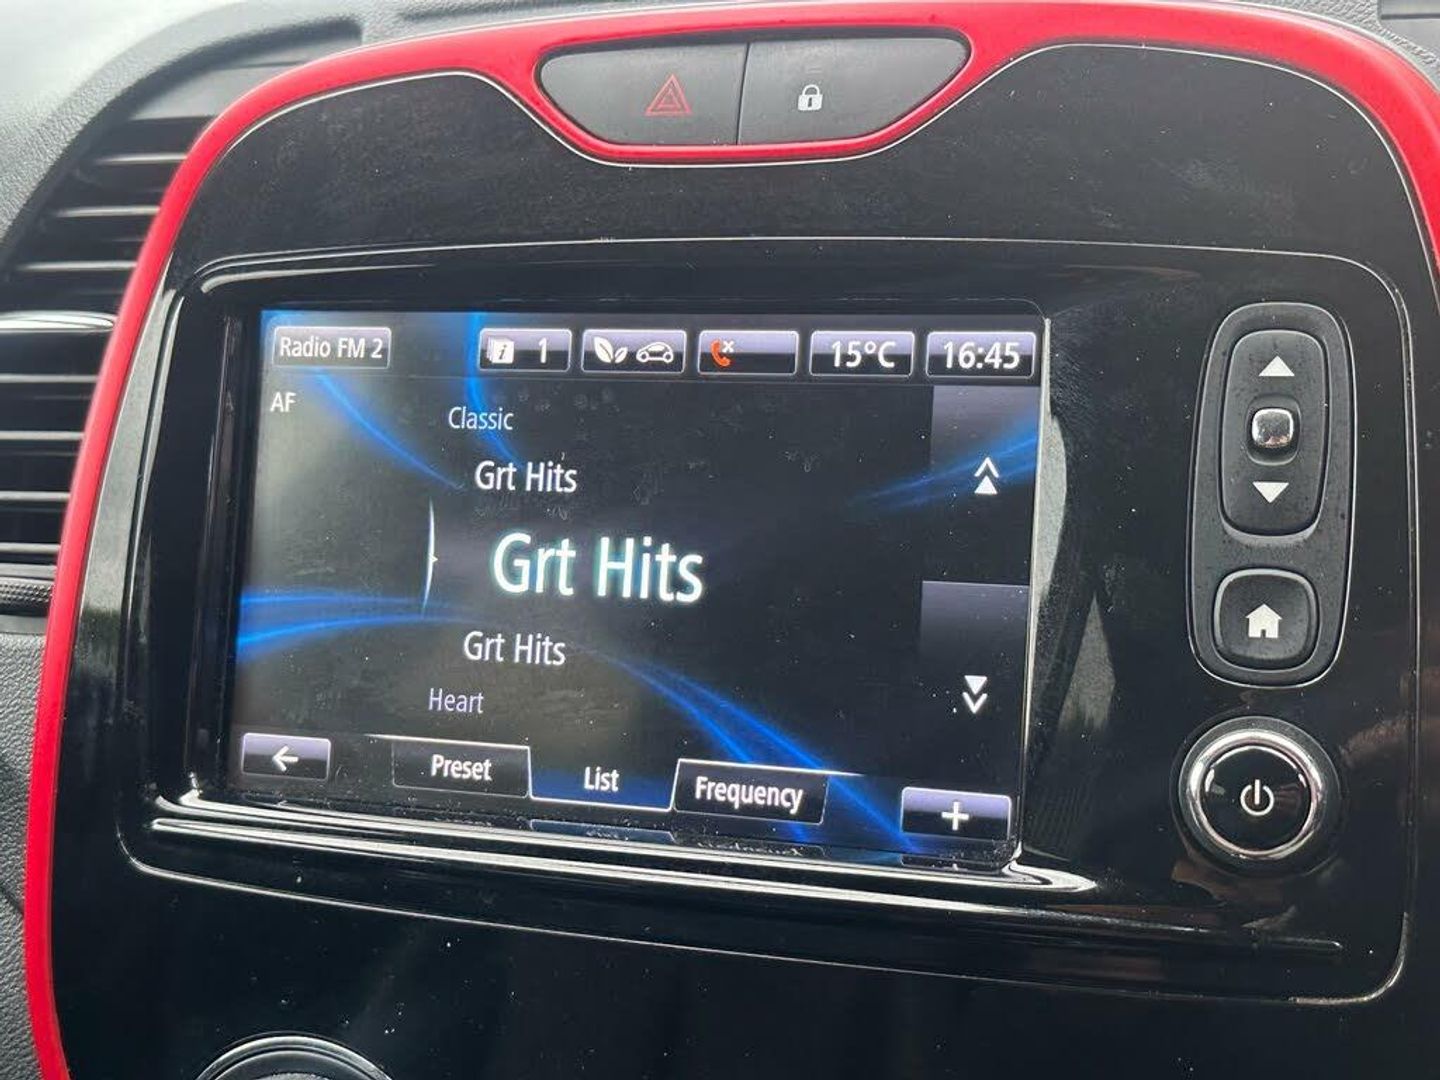 Radio FM 2
1
15°C
16:45
AF
Classic
Grt Hits
Grt Hits
Grt Hits
Heart
Preset
List
Frequency
+